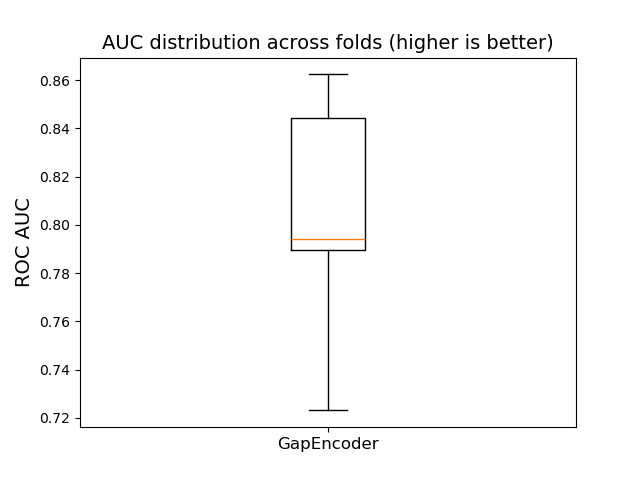 AUC distribution across folds (higher is better)
ROC AUC
0.86
0.84
0.82
0.80
0.78
0.76
0.74
0.72
GapEncoder